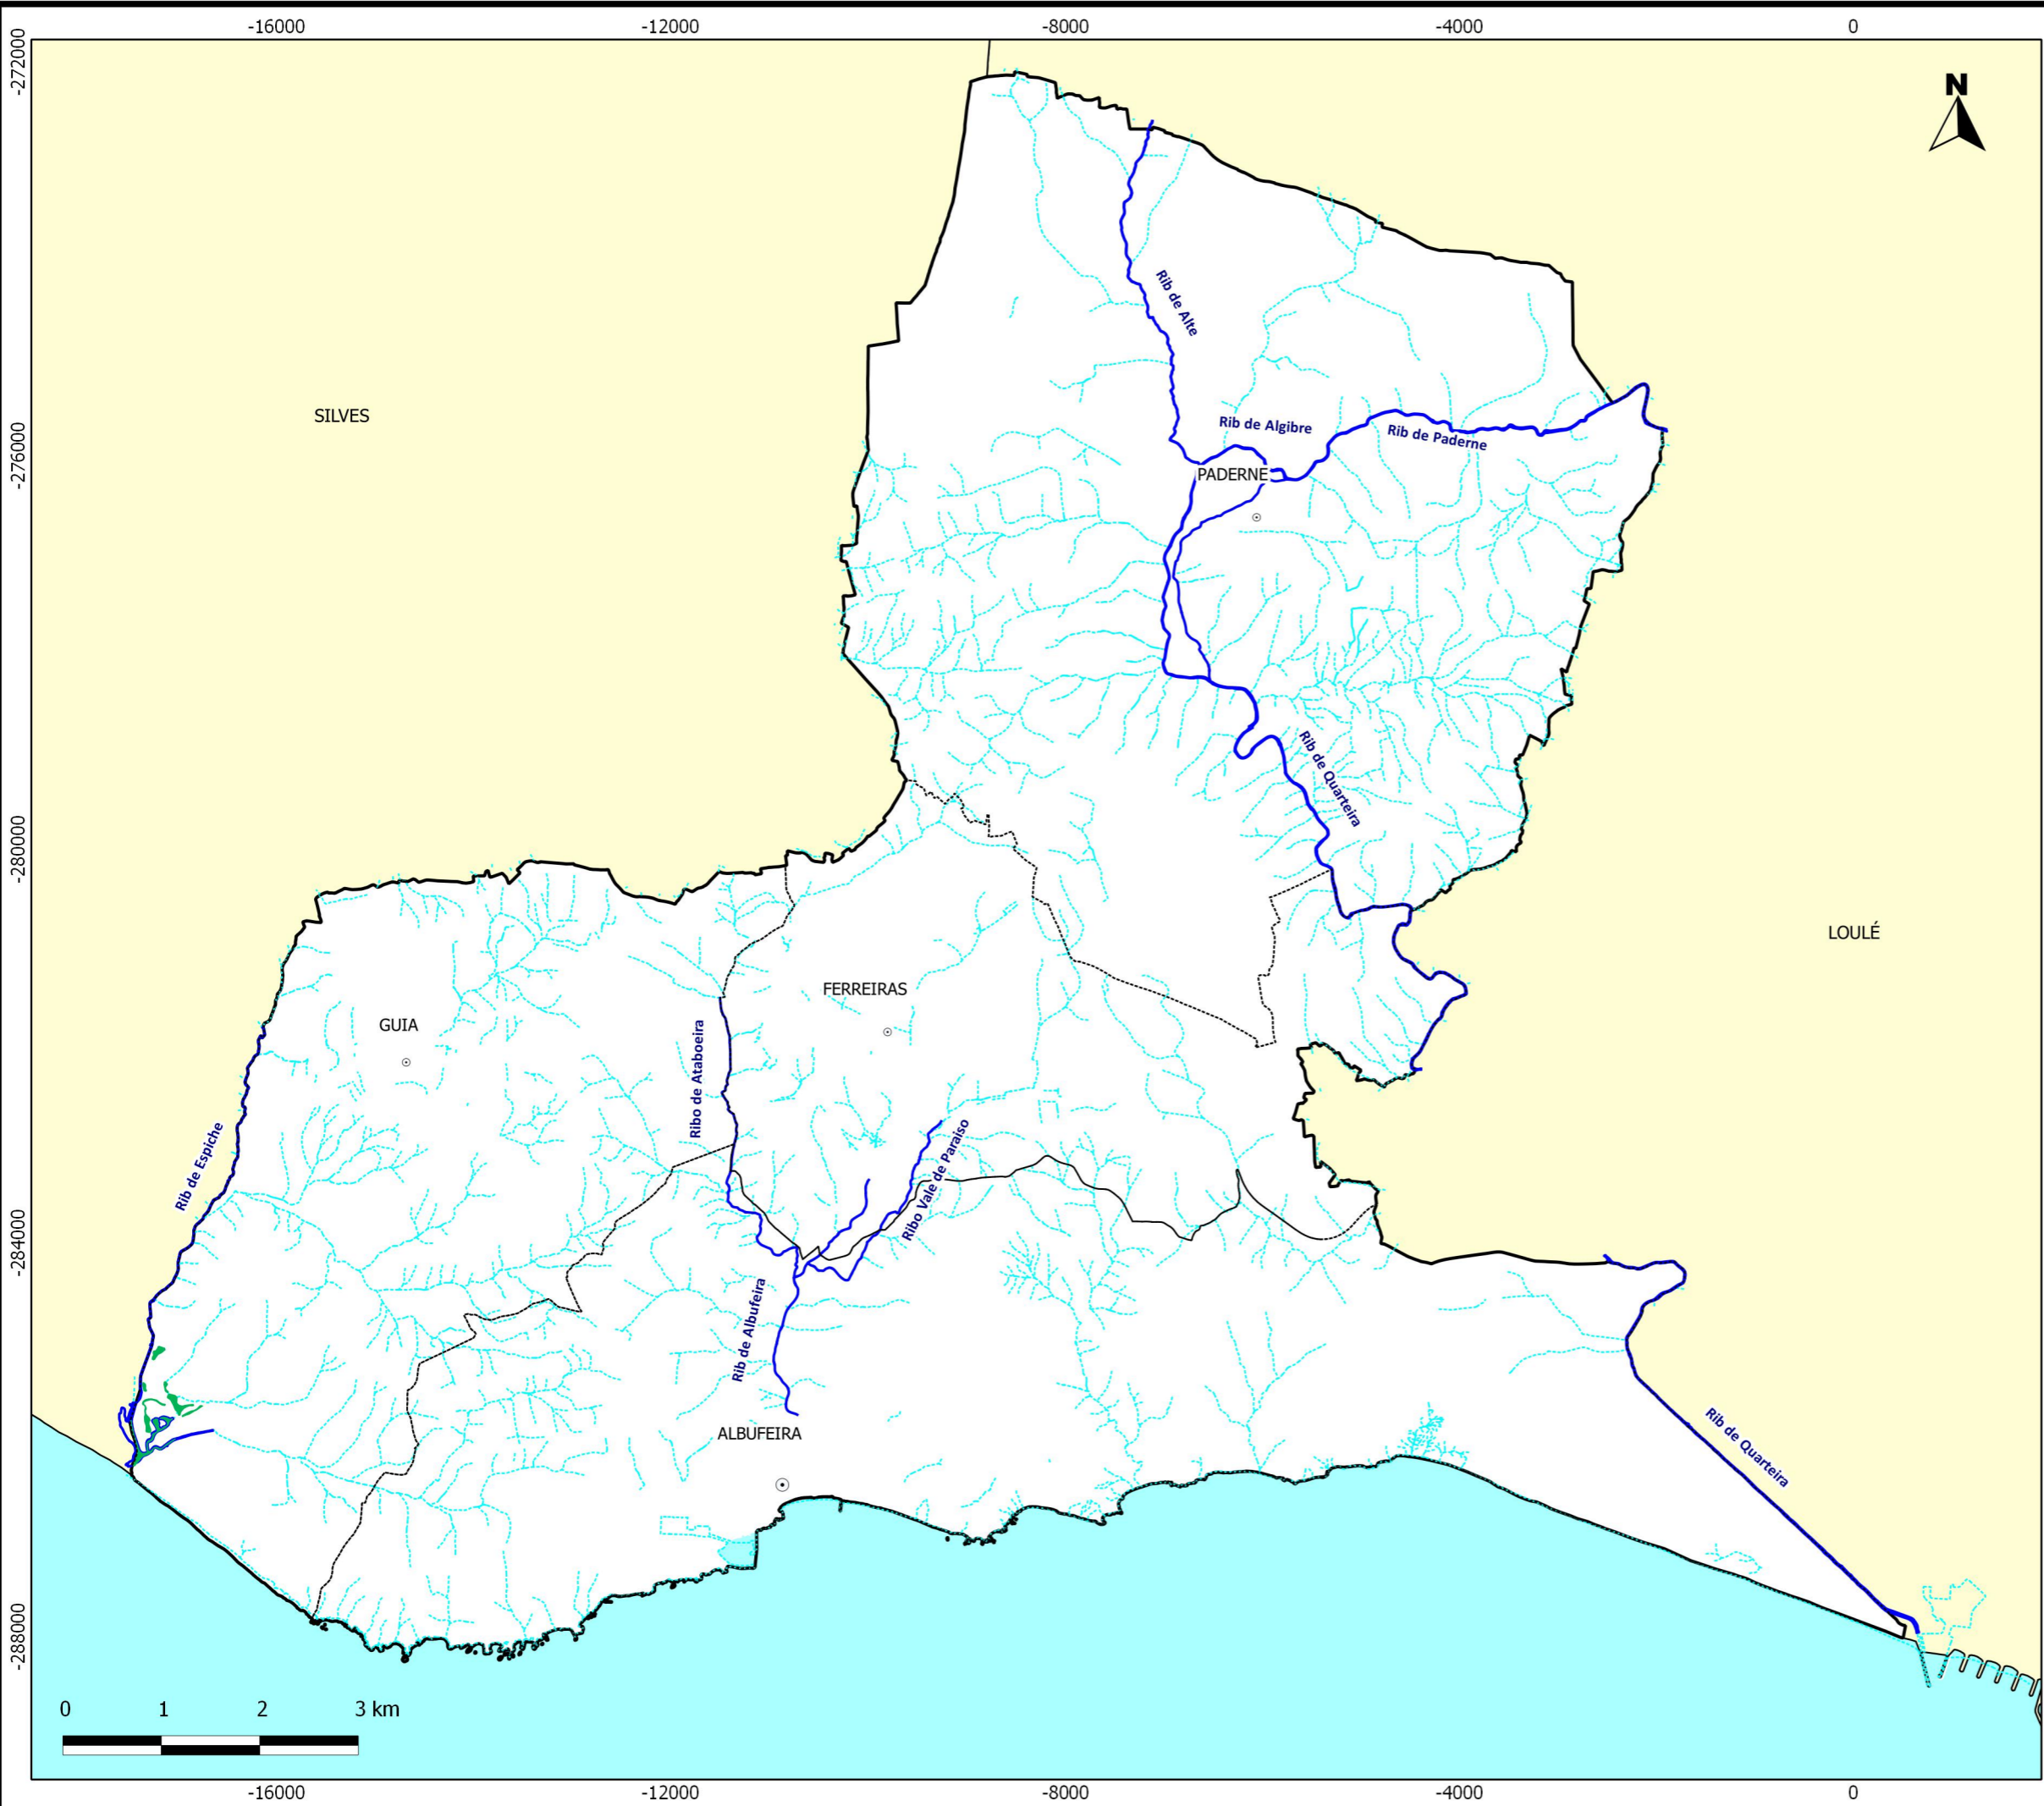 -16000
-12000
-8000
-4000
0
-272000
N
Rib de Alte
SILVES
Rib de Algibre
Rib de Paderne
-276000
PADERNE
Rib de Quarteira
-280000
LOULÉ
FERREIRAS
GUIA
Ribo de Ataboeira
Rib de Espiche
Ribo Vale de Paraiso
-284000
Rib de Albufeira
ALBUFEIRA
Rib de Quarteira
-288000
0 1 2 3 km
-16000
-12000
-8000
-4000
0